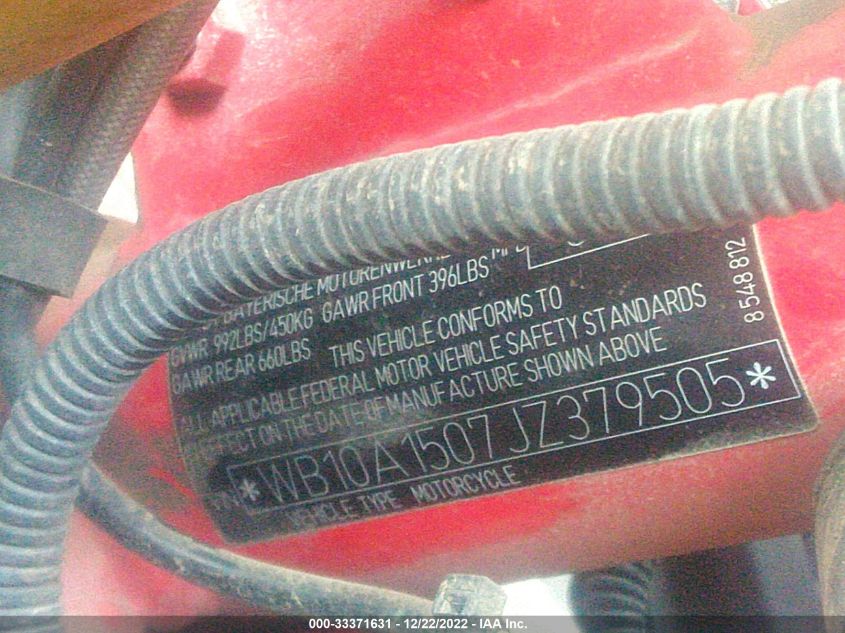 BAYERISCHE MOTORENWERKE
GVWR 992LBS/450KG GAWR FRONT 396LBS
GAWR REAR 660LBS THIS VEHICLE CONFORMS TO
ALL APPLICABLE FEDERAL MOTOR VEHICLE SAFETY STANDARDS
EFFECT ON THE DATE OF MANUFACTURE SHOWN ABOVE
*WB10A1507JZ379505*
VEHICLE TYPE MOTORCYCLE
8548812
000-33371631 - 12/22/2022 - IAA Inc.